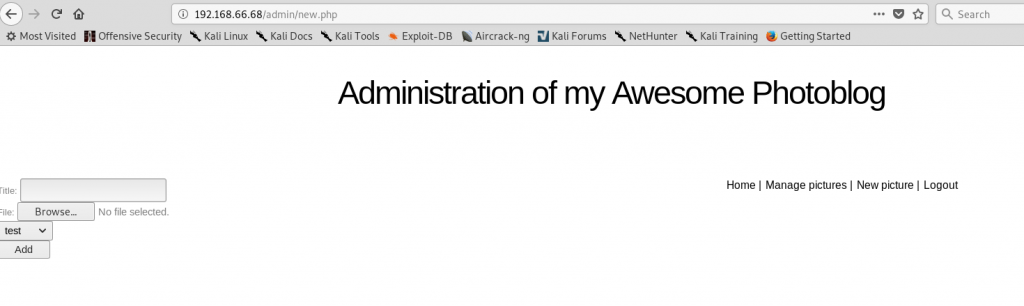 192.168.66.68/admin/new.php Search
Most Visited Offensive Security Kali Linux Kali Docs Kali Tools Exploit-DB Aircrack-ng Kali Forums NetHunter Kali Training Getting Started
Administration of my Awesome Photoblog
Home | Manage pictures | New picture | Logout
Title:
File: Browse... No file selected.
test
Add